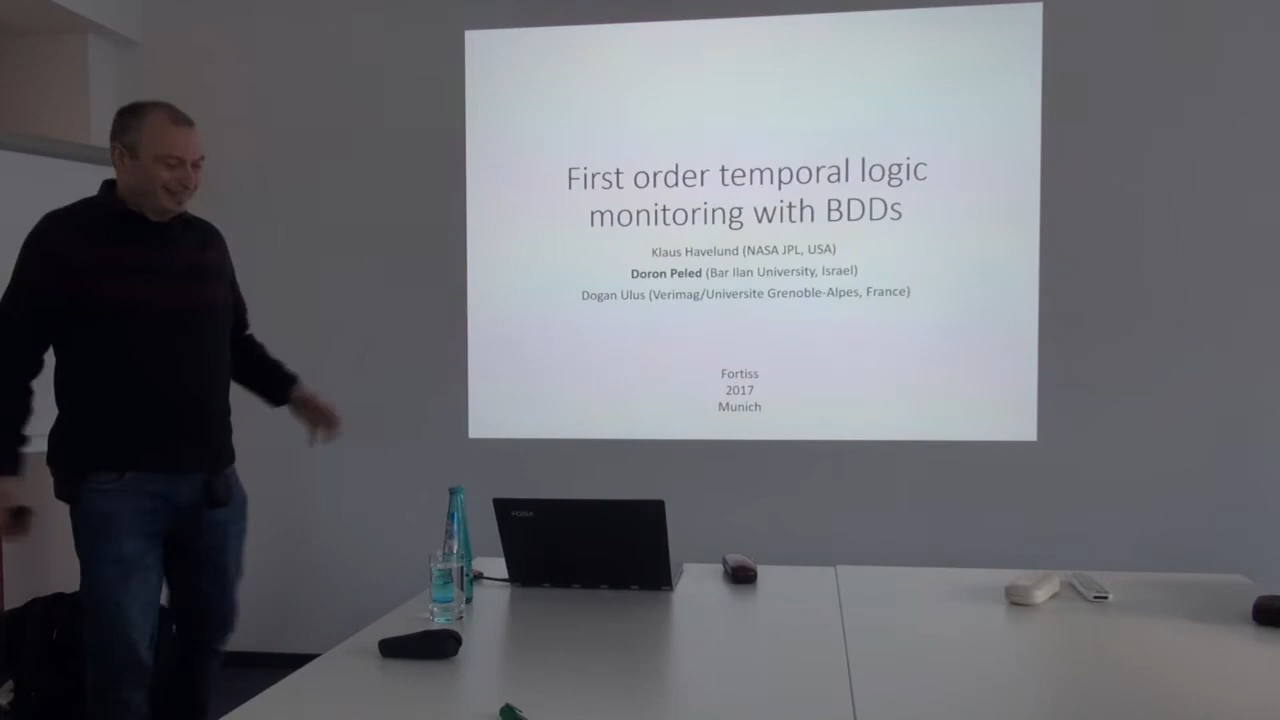 First order temporal logic
monitoring with BDDs
Klaus Havelund (NASA JPL, USA)
Doron Peled (Bar Ilan University, Israel)
Dogan Ulus (Verimag/Universite Grenoble-Alpes, France)
Fortiss
2017
Munich
YOGA